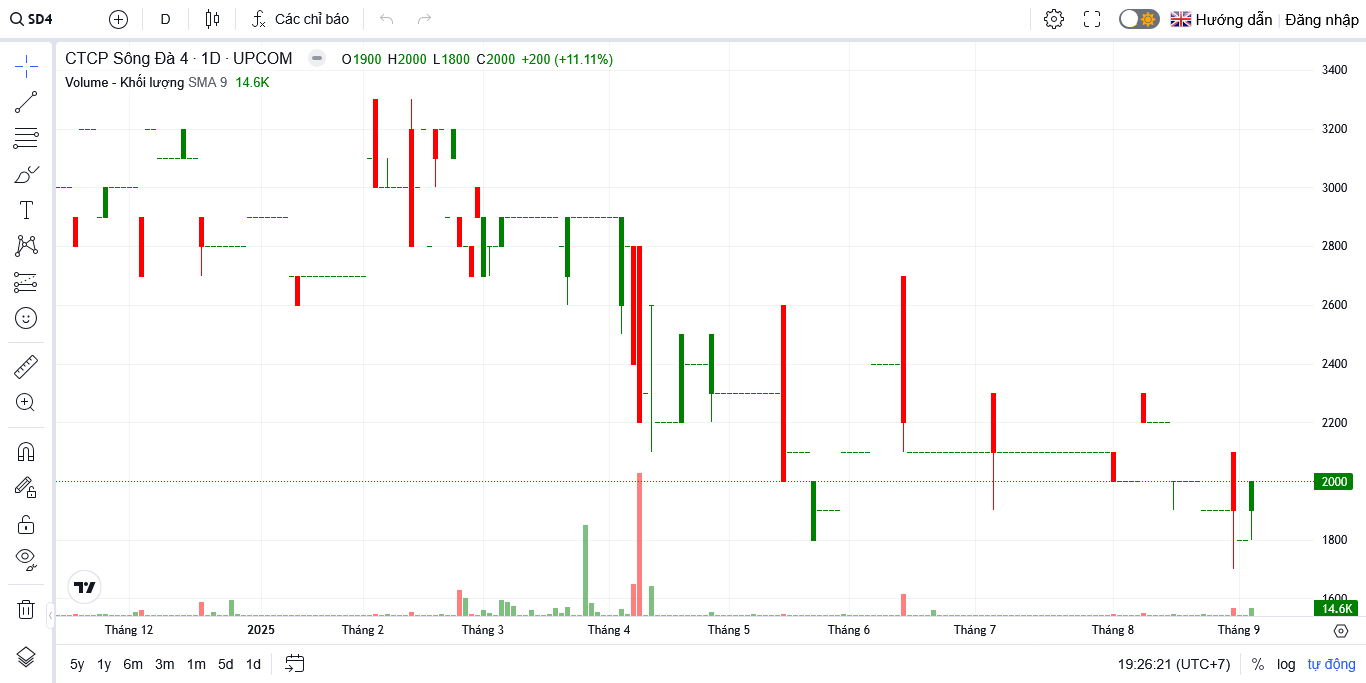 SD4 D Các chỉ báo Hướng dẫn Đăng nhập
CTCP Sông Đà 4 · 1D · UPCOM O1900 H2000 L1800 C2000 +200 (+11.11%)
Volume - Khối lượng SMA 9 14.6K
3400
3200
3000
2800
2600
2400
2200
2000
1800
1600
14.6K
Tháng 12 2025 Tháng 2 Tháng 3 Tháng 4 Tháng 5 Tháng 6 Tháng 7 Tháng 8 Tháng 9
5y 1y 6m 3m 1m 5d 1d 19:26:21 (UTC+7) % log tự động